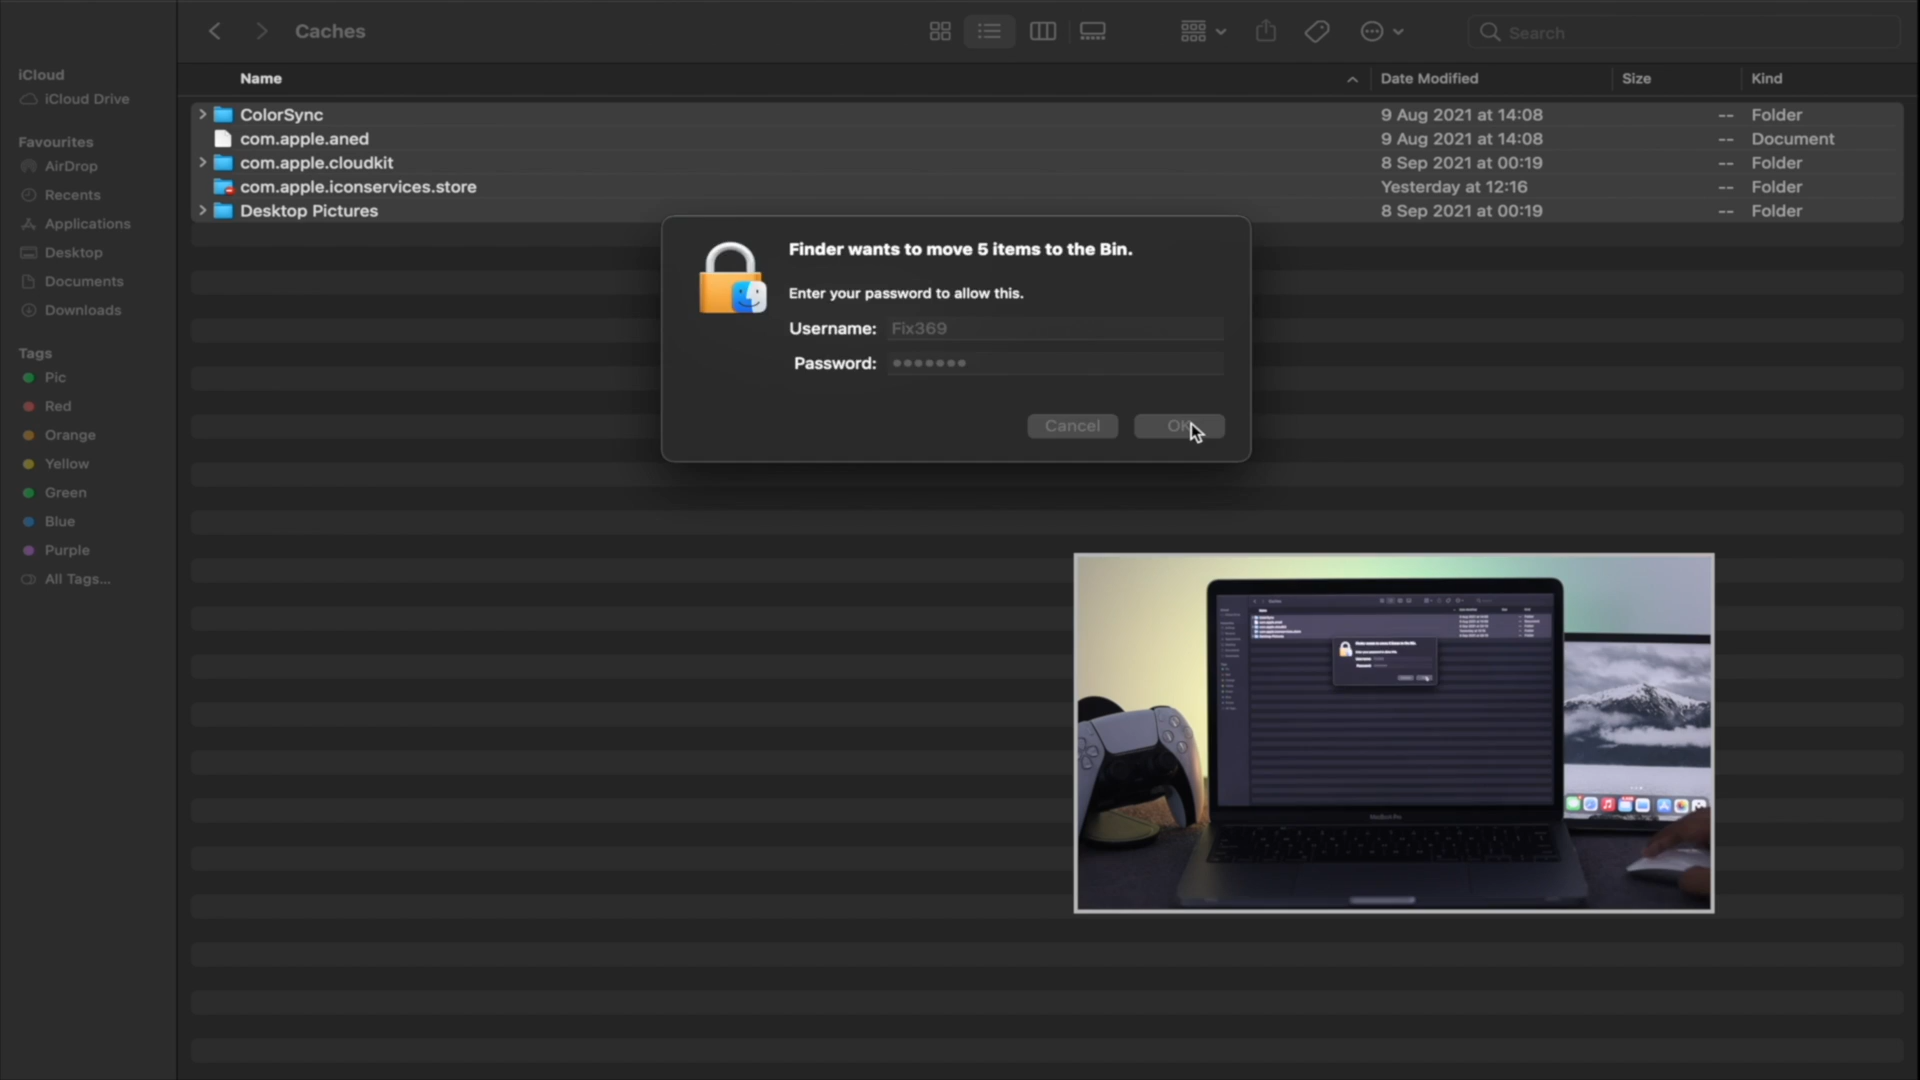 Caches
Search
iCloud
iCloud Drive
Favourites
AirDrop
Recents
Applications
Desktop
Documents
Downloads
Tags
Pic
Red
Orange
Yellow
Green
Blue
Purple
All Tags...
Name Date Modified Size Kind
ColorSync 9 Aug 2021 at 14:08 -- Folder
com.apple.aned 9 Aug 2021 at 14:08 -- Document
com.apple.cloudkit 8 Sep 2021 at 00:19 -- Folder
com.apple.iconservices.store Yesterday at 12:16 -- Folder
Desktop Pictures 8 Sep 2021 at 00:19 -- Folder
Finder wants to move 5 items to the Bin.
Enter your password to allow this.
Username: Fix369
Password:
Cancel OK
MacBook Pro